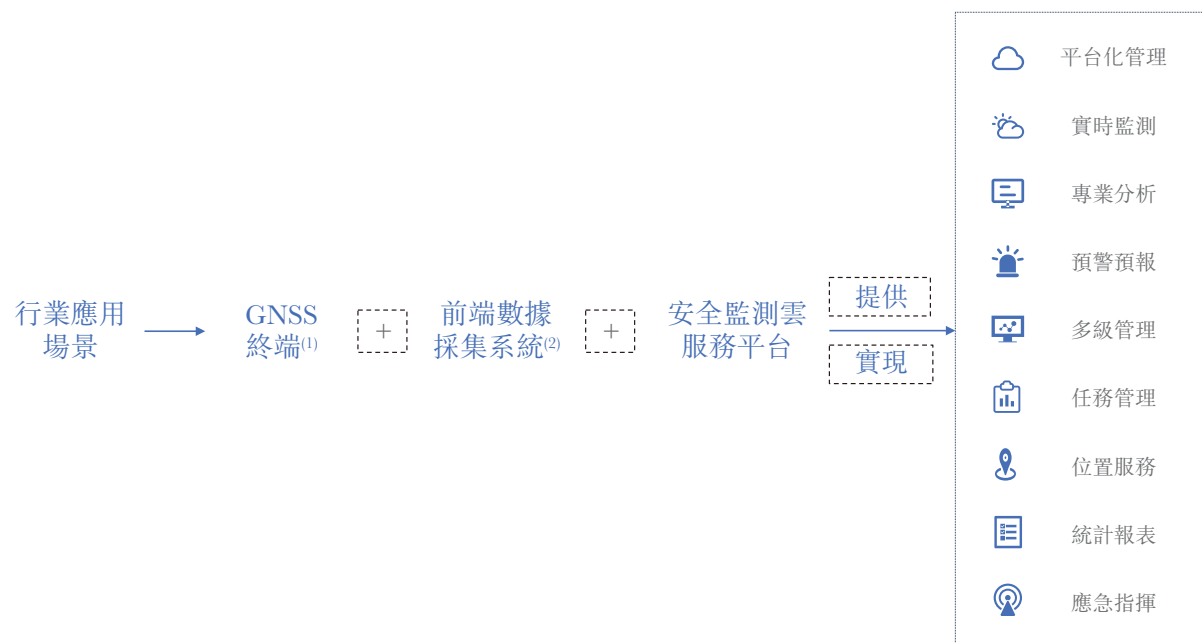 行業應用
場景
GNSS
終端(1)
+
前端數據
採集系統(2)
+
安全監測雲
服務平台
提供
實現
平台化管理
實時監測
專業分析
預警預報
多級管理
任務管理
位置服務
統計報表
應急指揮